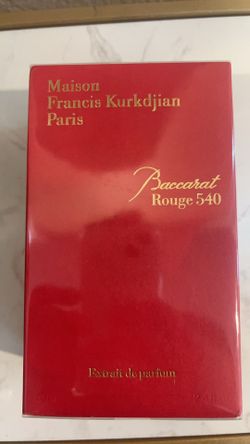 Maison
Francis Kurkdjian
Paris
Baccarat
Rouge 540
Extrait de parfum